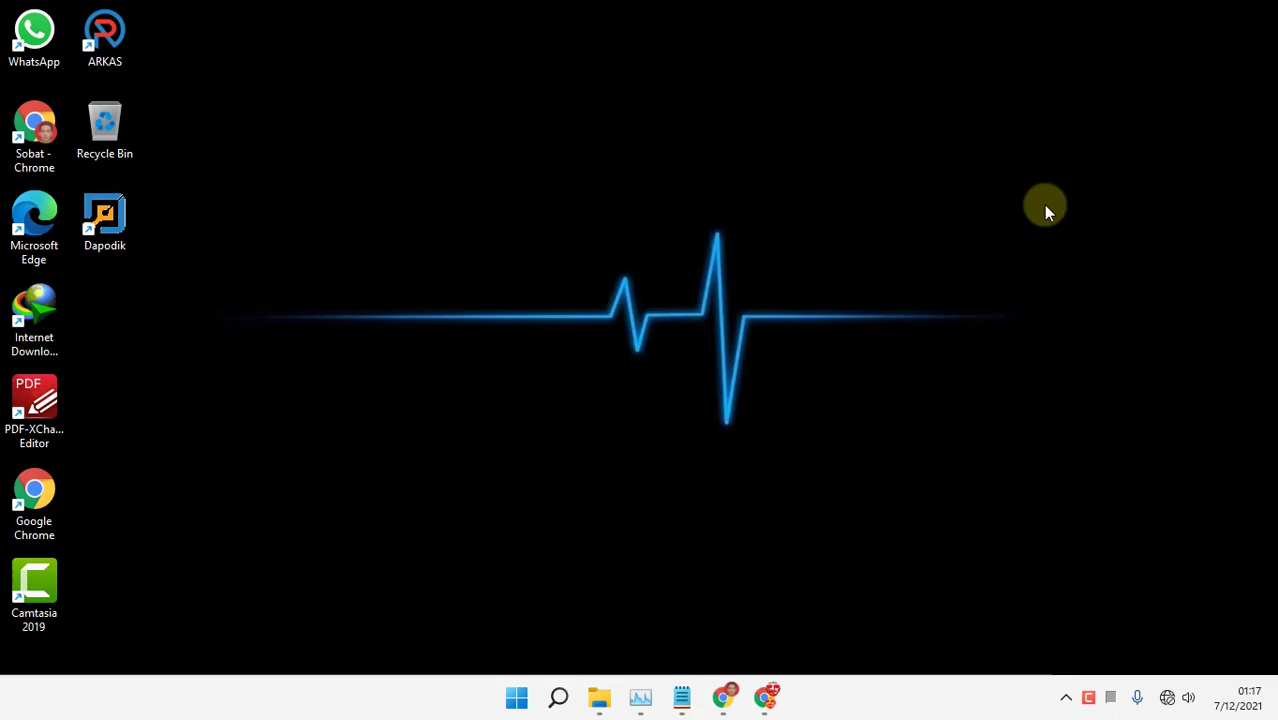 WhatsApp
ARKAS
Sobat -
Chrome
Recycle Bin
Microsoft
Edge
Dapodik
Internet
Downlo...
PDF
PDF-XCha...
Editor
Google
Chrome
Camtasia
2019
01:17
7/12/2021